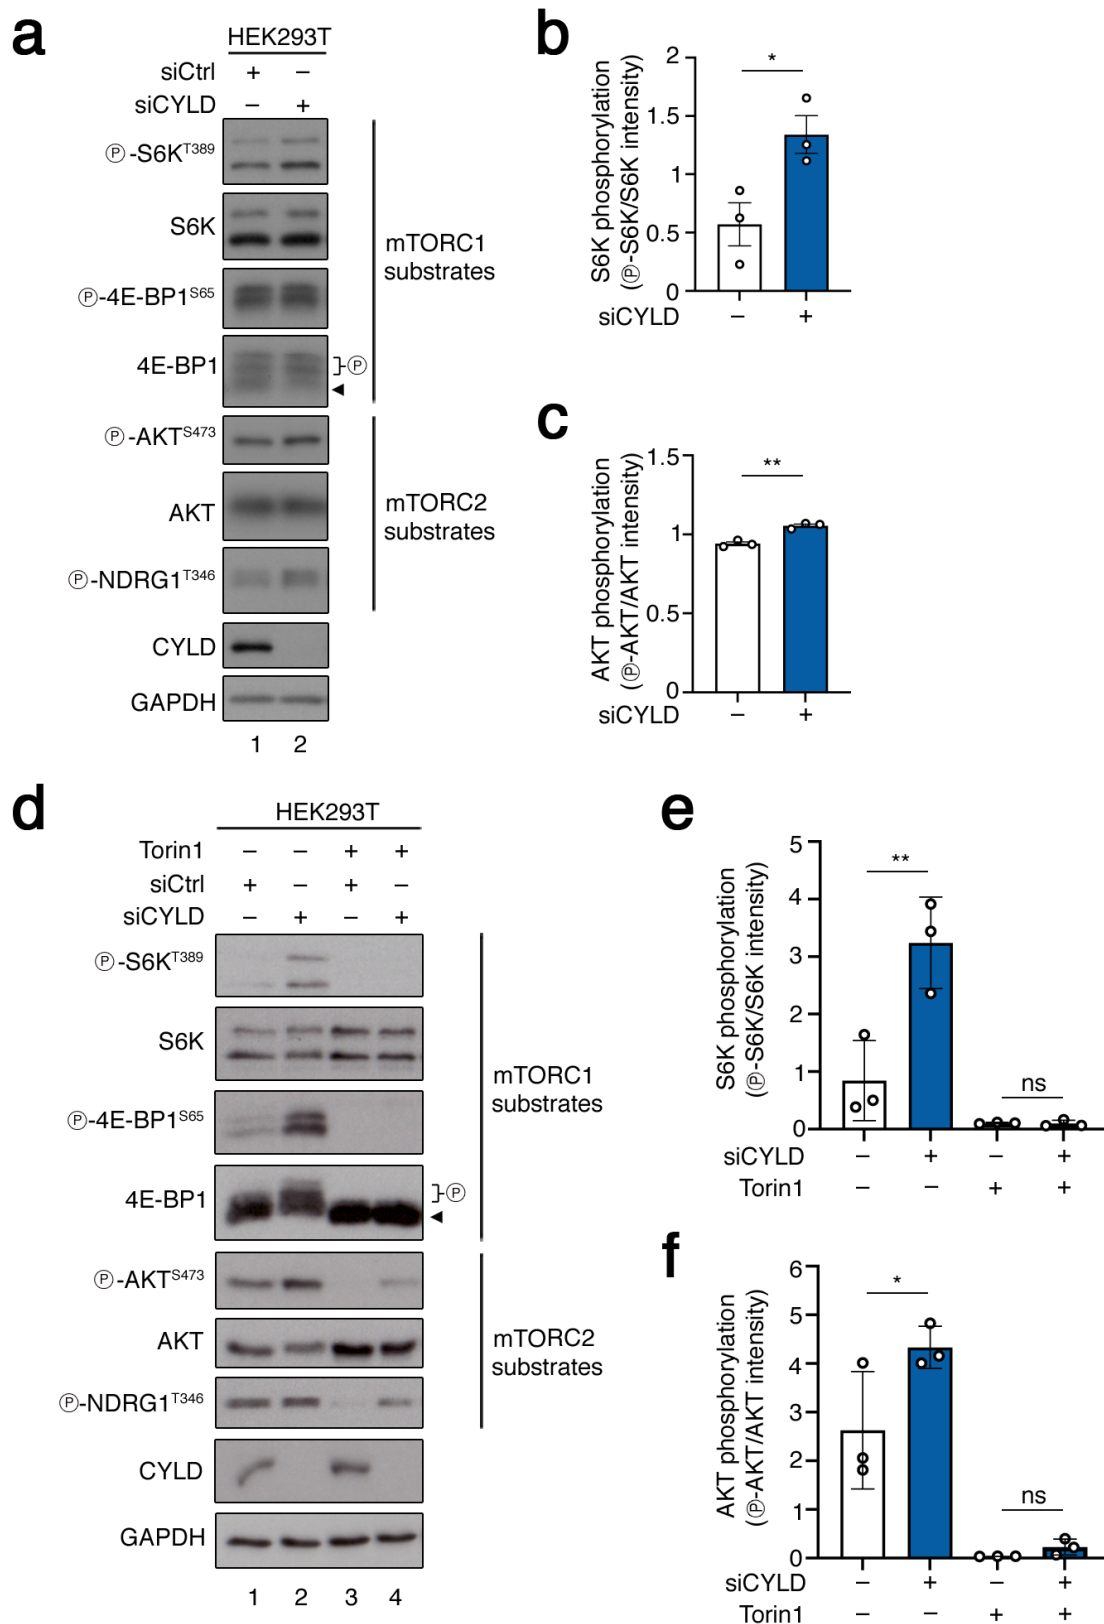 a
HEK293T
siCtrl + –
siCYLD – +
Ⓟ-S6K^T389
S6K
Ⓟ-4E-BP1^S65
4E-BP1
Ⓟ
mTORC1
substrates
Ⓟ-AKT^S473
AKT
Ⓟ-NDRG1^T346
mTORC2
substrates
CYLD
GAPDH
1 2
b
S6K phosphorylation
(Ⓟ-S6K/S6K intensity)
2
1.5
1
0.5
0
*
siCYLD – +
c
AKT phosphorylation
(Ⓟ-AKT/AKT intensity)
1.5
1
0.5
0
**
siCYLD – +
d
HEK293T
Torin1 – – + +
siCtrl + – + –
siCYLD – + – +
Ⓟ-S6K^T389
S6K
Ⓟ-4E-BP1^S65
4E-BP1
Ⓟ
mTORC1
substrates
Ⓟ-AKT^S473
AKT
Ⓟ-NDRG1^T346
mTORC2
substrates
CYLD
GAPDH
1 2 3 4
e
S6K phosphorylation
(Ⓟ-S6K/S6K intensity)
5
4
3
2
1
0
**
ns
siCYLD – + – +
Torin1 – – + +
f
AKT phosphorylation
(Ⓟ-AKT/AKT intensity)
6
5
4
3
2
1
0
*
ns
siCYLD – + – +
Torin1 – – + +